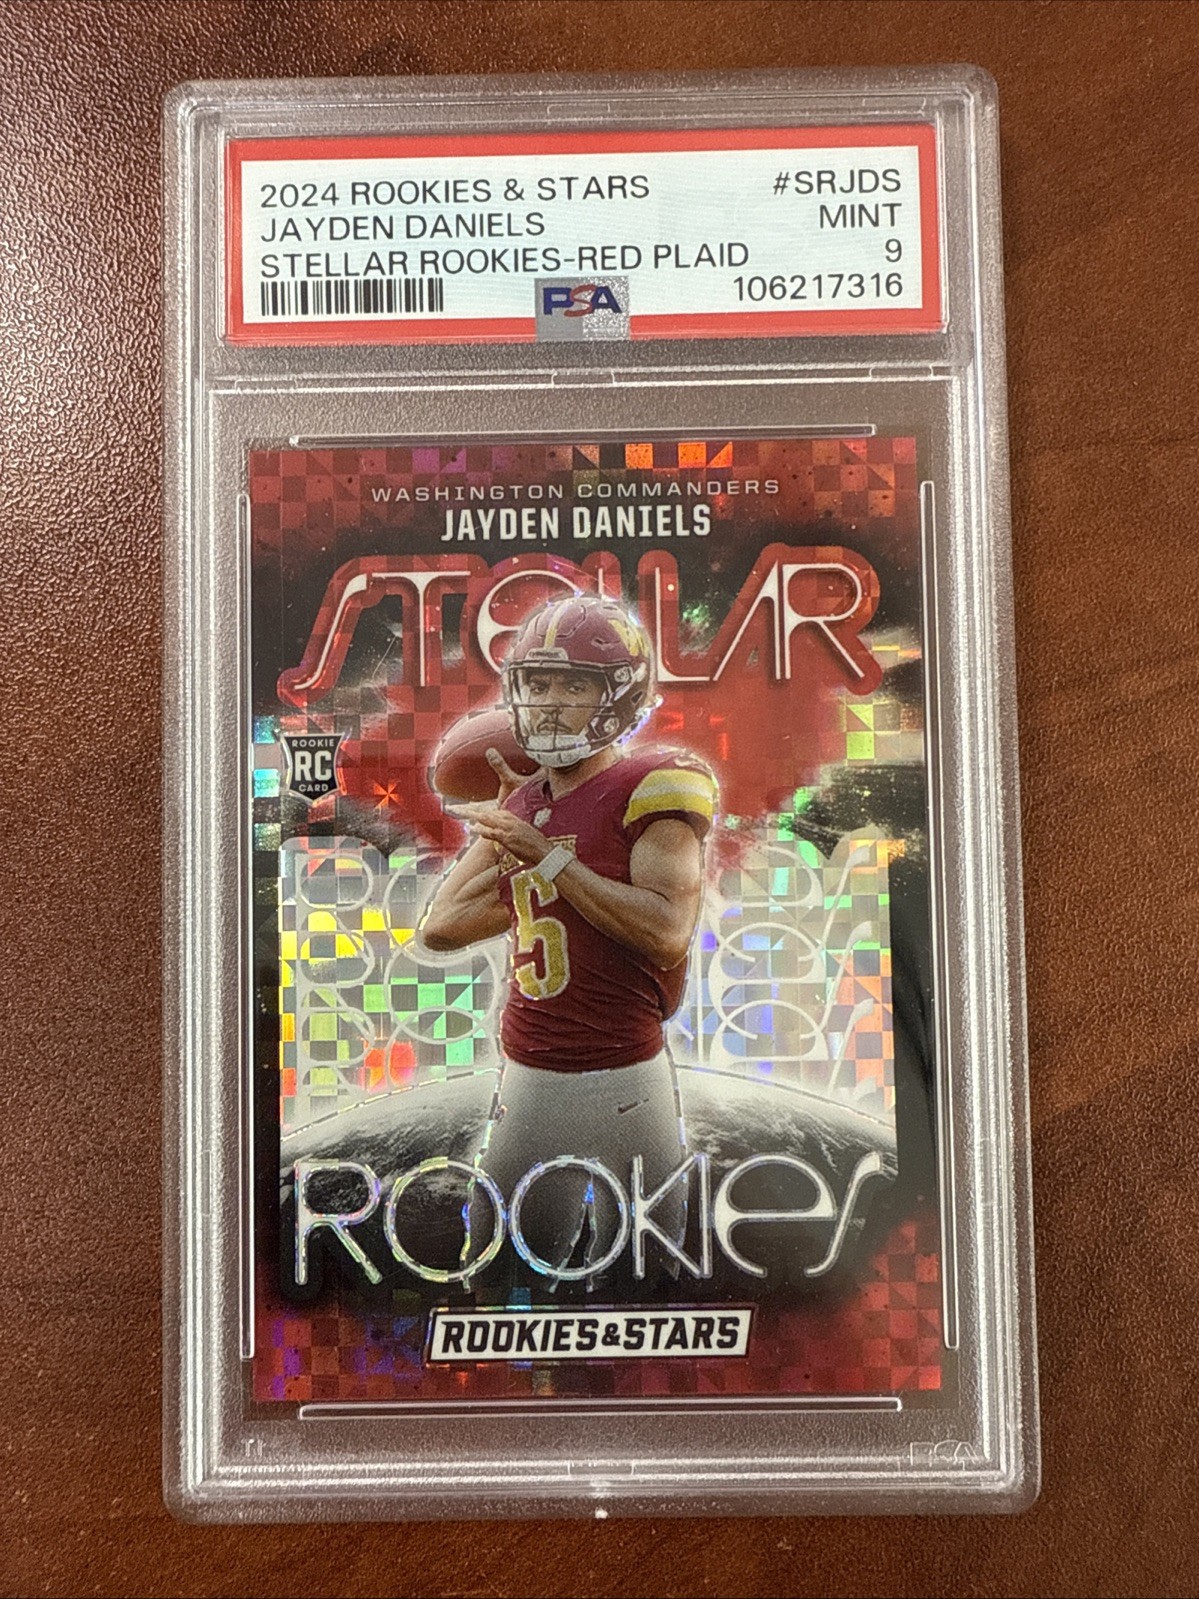 2024 ROOKIES & STARS #SRJDS
JAYDEN DANIELS MINT
STELLAR ROOKIES-RED PLAID 9
PSA 106217316
WASHINGTON COMMANDERS
JAYDEN DANIELS
STELLAR
ROOKIE
RC
CARD
5
ROOKIES
ROOKIES&STARS
PSA